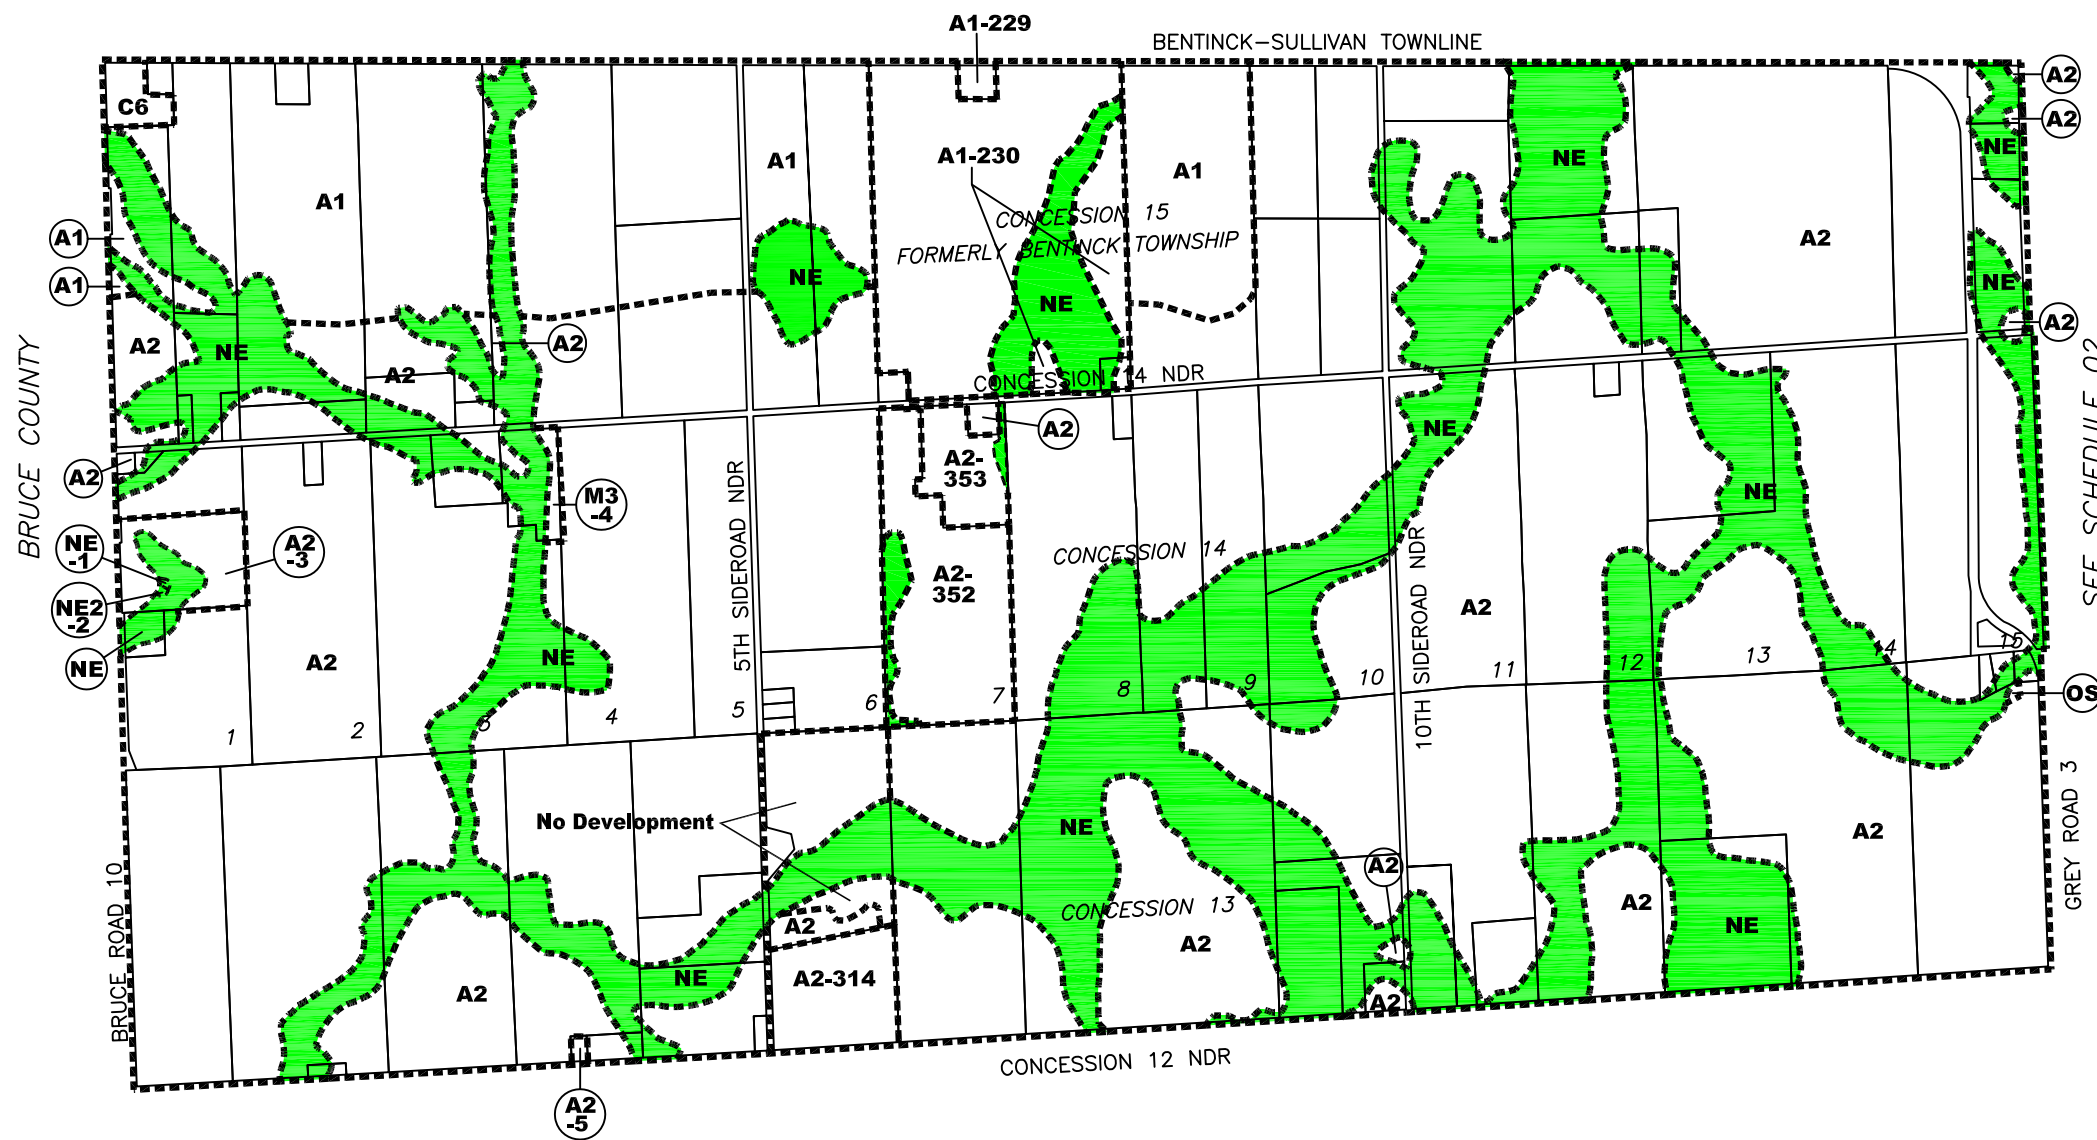 A1-229
BENTINCK-SULLIVAN TOWNLINE
A2
C6
A2
A1
A1-230
NE
NE
A1
A1
CONCESSION 15
A1
FORMERLY BENTINCK TOWNSHIP
A2
A1
NE
NE
NE
A2
A2
NE
A2
BRUCE COUNTY
SEE SCHEDULE 02
A2
CONCESSION 14 NDR
A2
NE
A2
A2-
353
M3
-4
NE
5TH SIDEROAD NDR
NE
-1
A2
-3
CONCESSION 14
10TH SIDEROAD NDR
A2-
352
NE2
-2
A2
NE
A2
NE
1
2
3
4
5
6
7
8
9
10
11
12
13
14
15
OS
No Development
NE
A2
BRUCE ROAD 10
GREY ROAD 3
A2
CONCESSION 13
A2
A2
A2
NE
NE
A2-314
A2
A2
CONCESSION 12 NDR
A2
-5